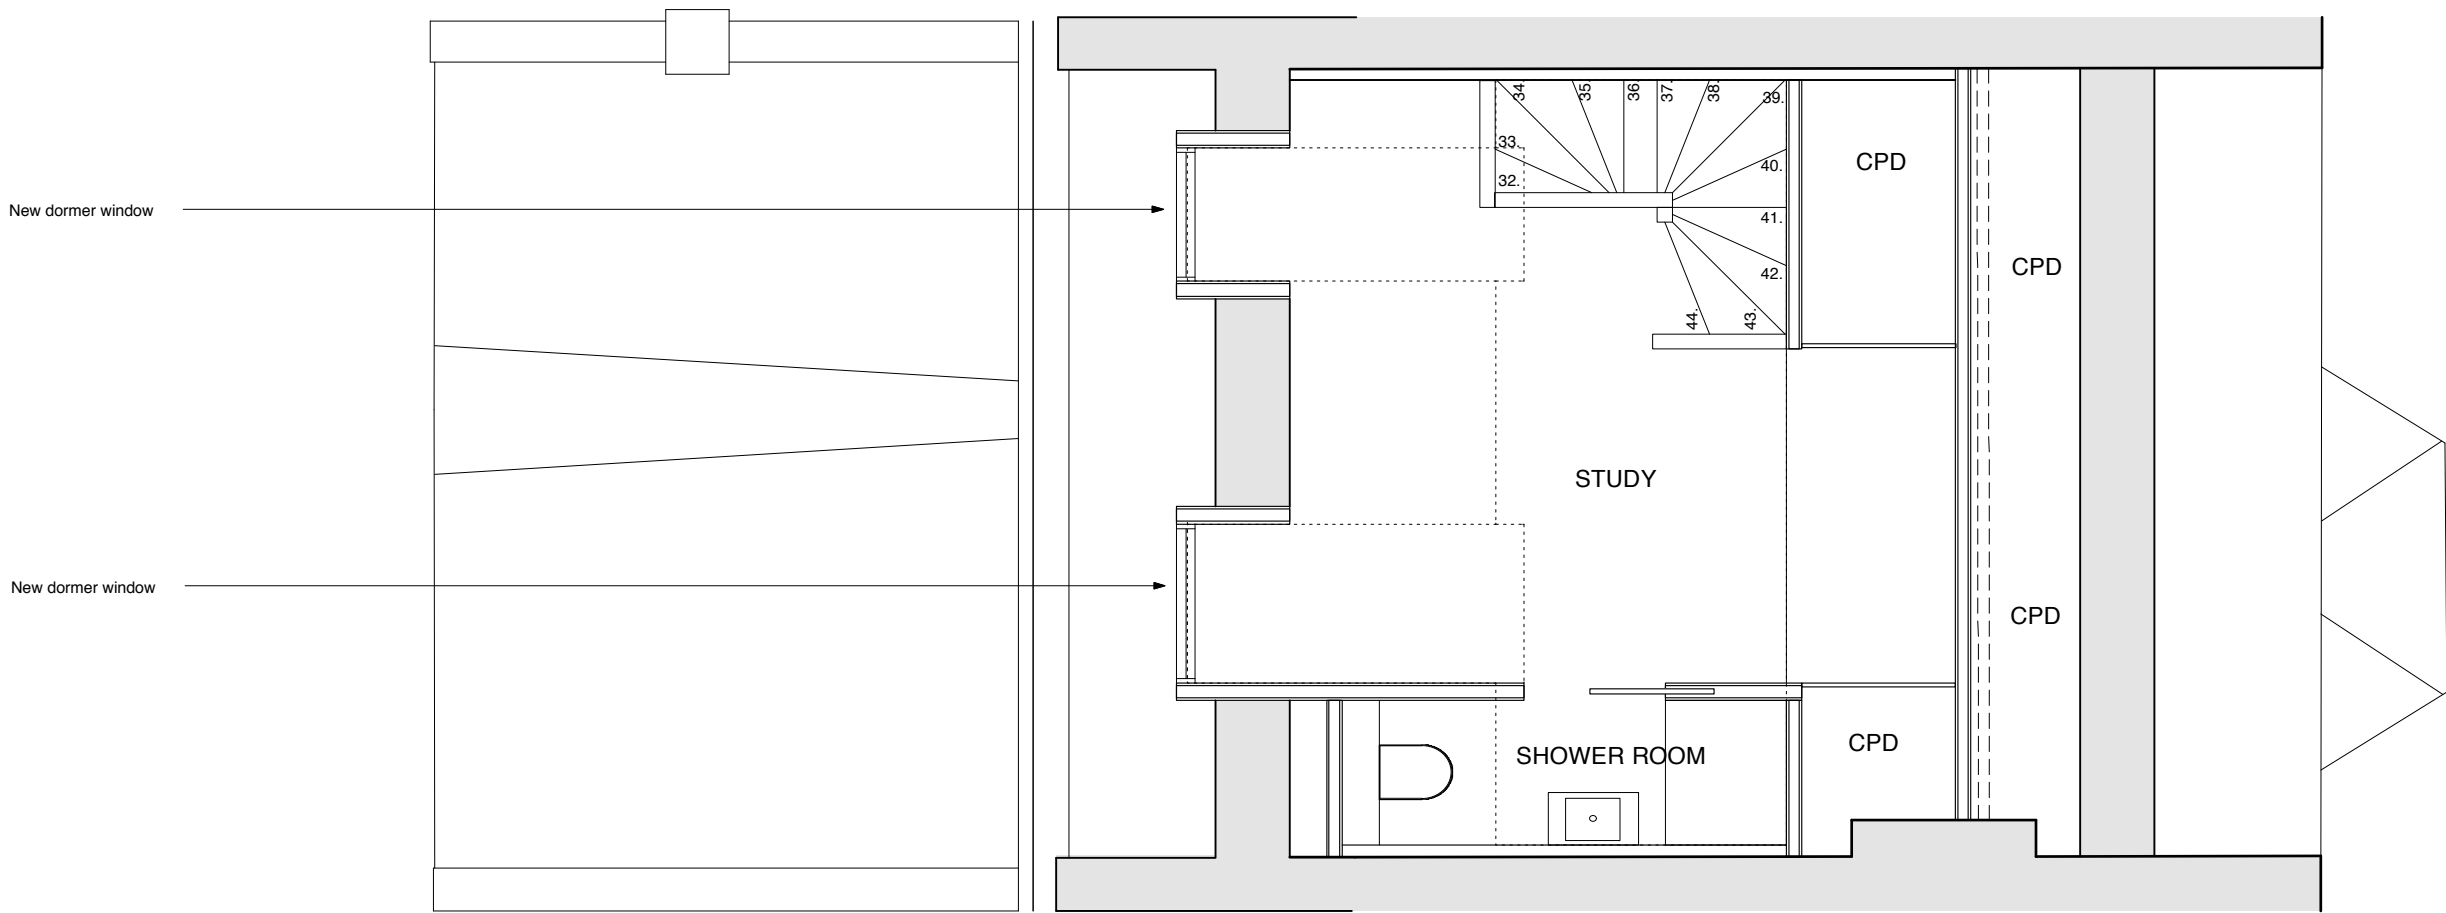 34.
35.
36.
37.
38.
39.
33.
32.
40.
41.
42.
43.
44.
CPD
New dormer window
CPD
STUDY
New dormer window
CPD
SHOWER ROOM
CPD